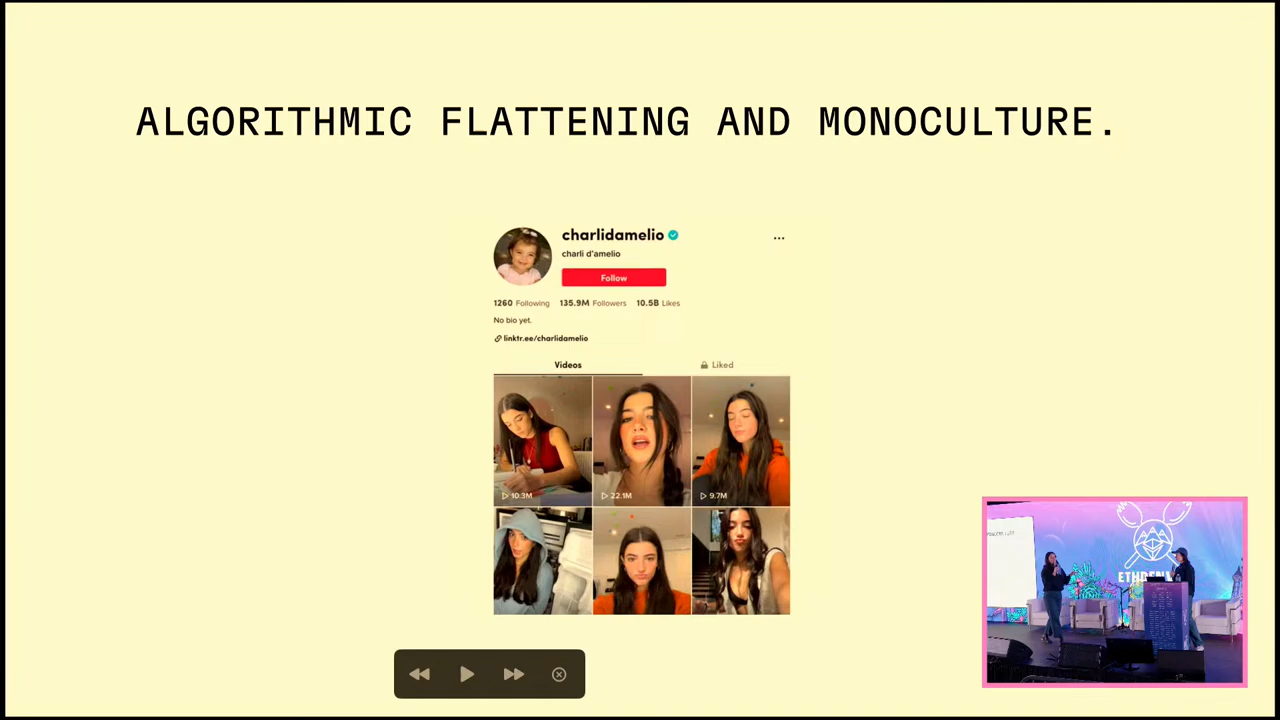 ALGORITHMIC FLATTENING AND MONOCULTURE.
charlidamelio
...
charli d'amelio
Follow
1260 Following 135.9M Followers 10.5B Likes
No bio yet.
linktr.ee/charlidamelio
Videos Liked
10.3M 22.1M 9.7M